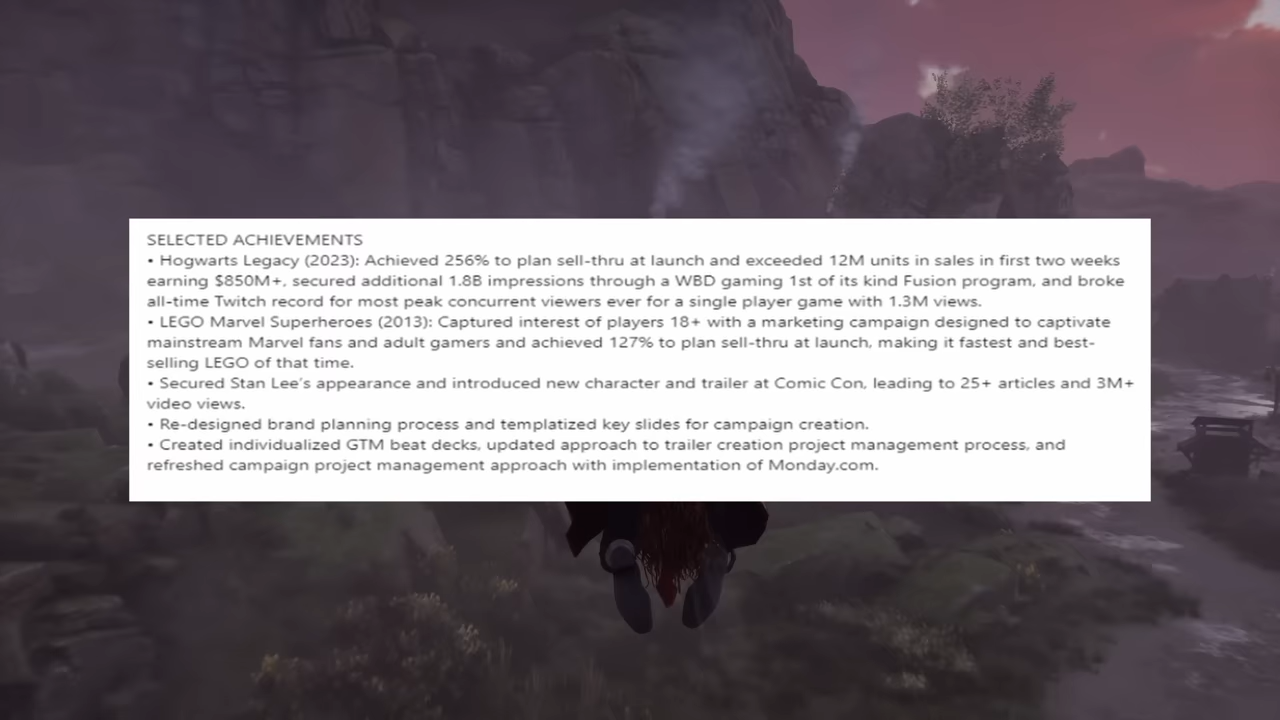 SELECTED ACHIEVEMENTS
• Hogwarts Legacy (2023): Achieved 256% to plan sell-thru at launch and exceeded 12M units in sales in first two weeks
earning $850M+, secured additional 1.8B impressions through a WBD gaming 1st of its kind Fusion program, and broke
all-time Twitch record for most peak concurrent viewers ever for a single player game with 1.3M views.
• LEGO Marvel Superheroes (2013): Captured interest of players 18+ with a marketing campaign designed to captivate
mainstream Marvel fans and adult gamers and achieved 127% to plan sell-thru at launch, making it fastest and best-
selling LEGO of that time.
• Secured Stan Lee's appearance and introduced new character and trailer at Comic Con, leading to 25+ articles and 3M+
video views.
• Re-designed brand planning process and templatized key slides for campaign creation.
• Created individualized GTM beat decks, updated approach to trailer creation project management process, and
refreshed campaign project management approach with implementation of Monday.com.